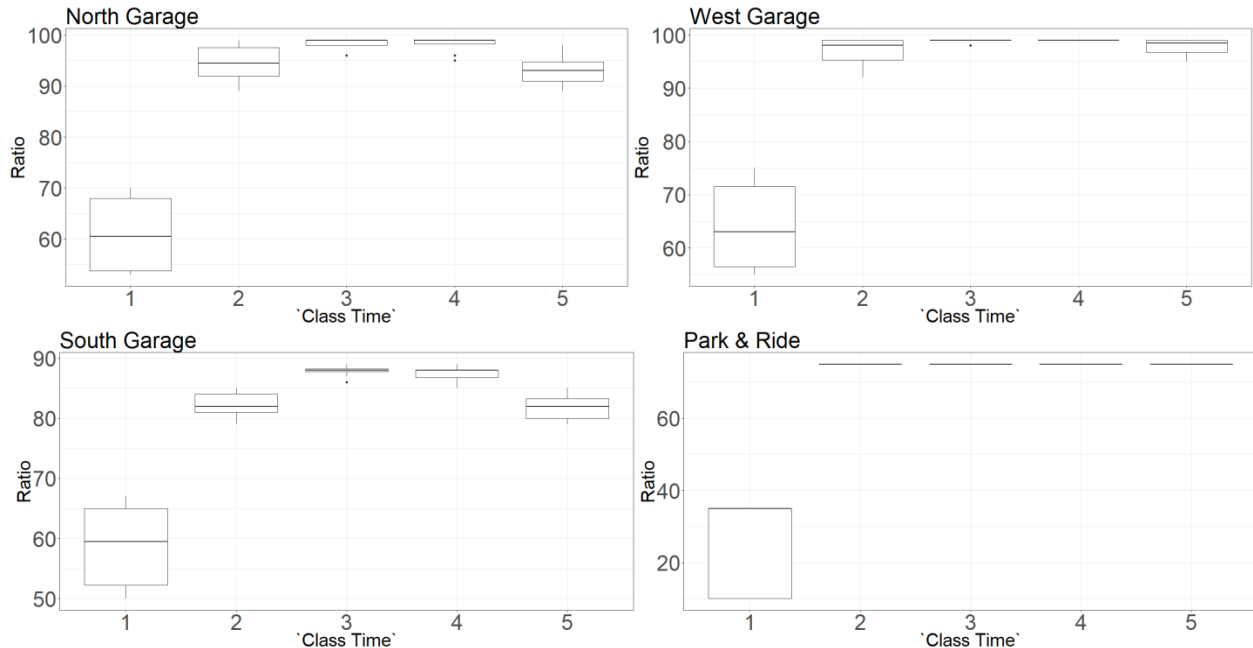 North Garage
100
90
80
70
60
Ratio
1 2 3 4 5
`Class Time`
West Garage
100
90
80
70
60
Ratio
1 2 3 4 5
`Class Time`
South Garage
90
80
70
60
50
Ratio
1 2 3 4 5
`Class Time`
Park & Ride
60
40
20
Ratio
1 2 3 4 5
`Class Time`